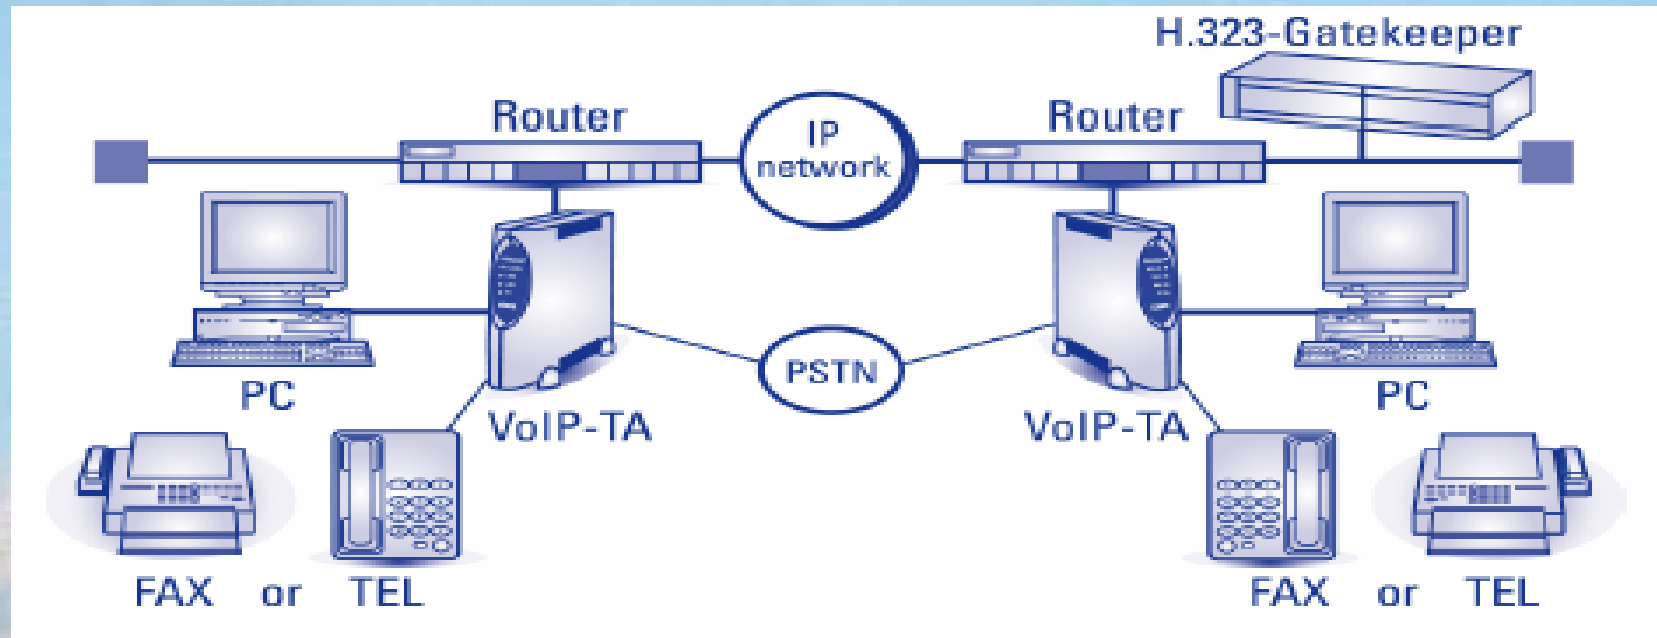 H.323-Gatekeeper
Router
IP
network
Router
PC
VoIP-TA
PSTN
VoIP-TA
PC
FAX or TEL
FAX or TEL